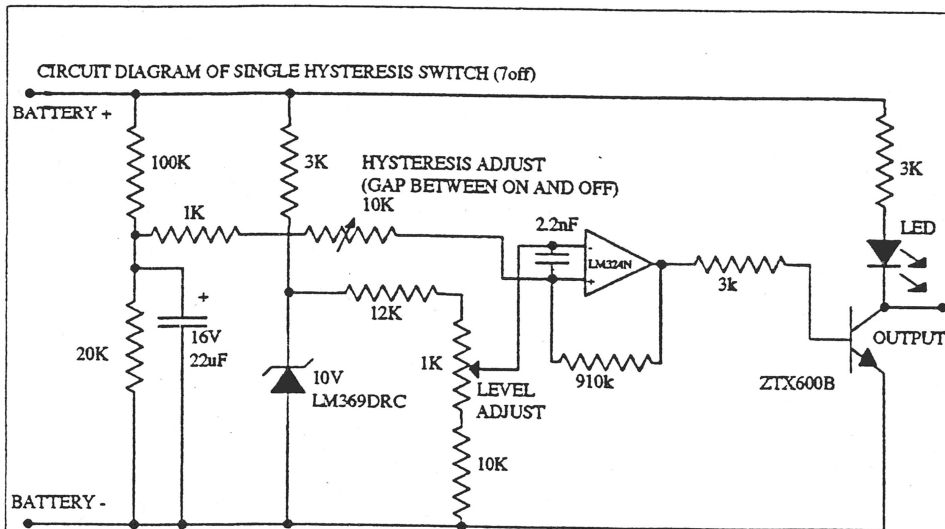 CIRCUIT DIAGRAM OF SINGLE HYSTERESIS SWITCH (7off)
BATTERY +
100K
3K
HYSTERESIS ADJUST
(GAP BETWEEN ON AND OFF)
10K
3K
1K
2.2nF
LED
-
LM324N
+
3k
+
16V
22uF
12K
OUTPUT
20K
10V
LM369DRC
1K
LEVEL
ADJUST
910k
ZTX600B
10K
BATTERY -